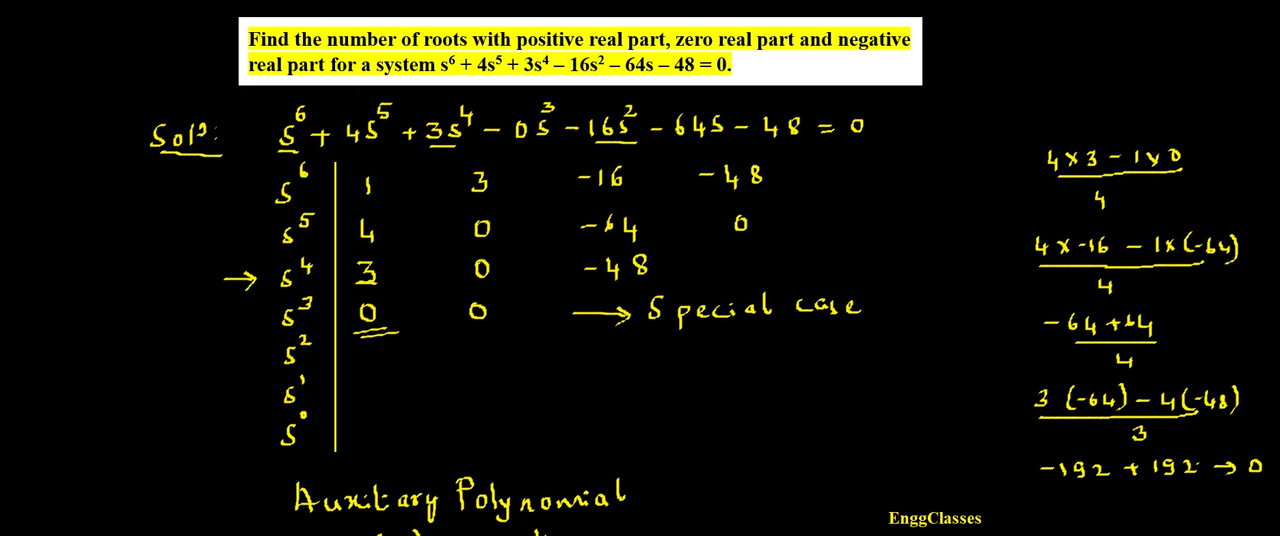 Find the number of roots with positive real part, zero real part and negative
real part for a system s⁶ + 4s⁵ + 3s⁴ – 16s² – 64s – 48 = 0.
Solⁿ: s⁶ + 4s⁵ + 3s⁴ - 0s³ - 16s² - 64s - 48 = 0
s⁶ 1 3 -16 -48
s⁵ 4 0 -64 0
→ s⁴ 3 0 -48
s³ 0 0 → Special case
s²
s¹
s⁰
Auxitary Polynomial
4 x 3 - 1 x 0
4
4 x -16 - 1 x (-64)
4
-64 + 64
4
3 (-64) - 4(-48)
3
-192 + 192 → 0
EnggClasses